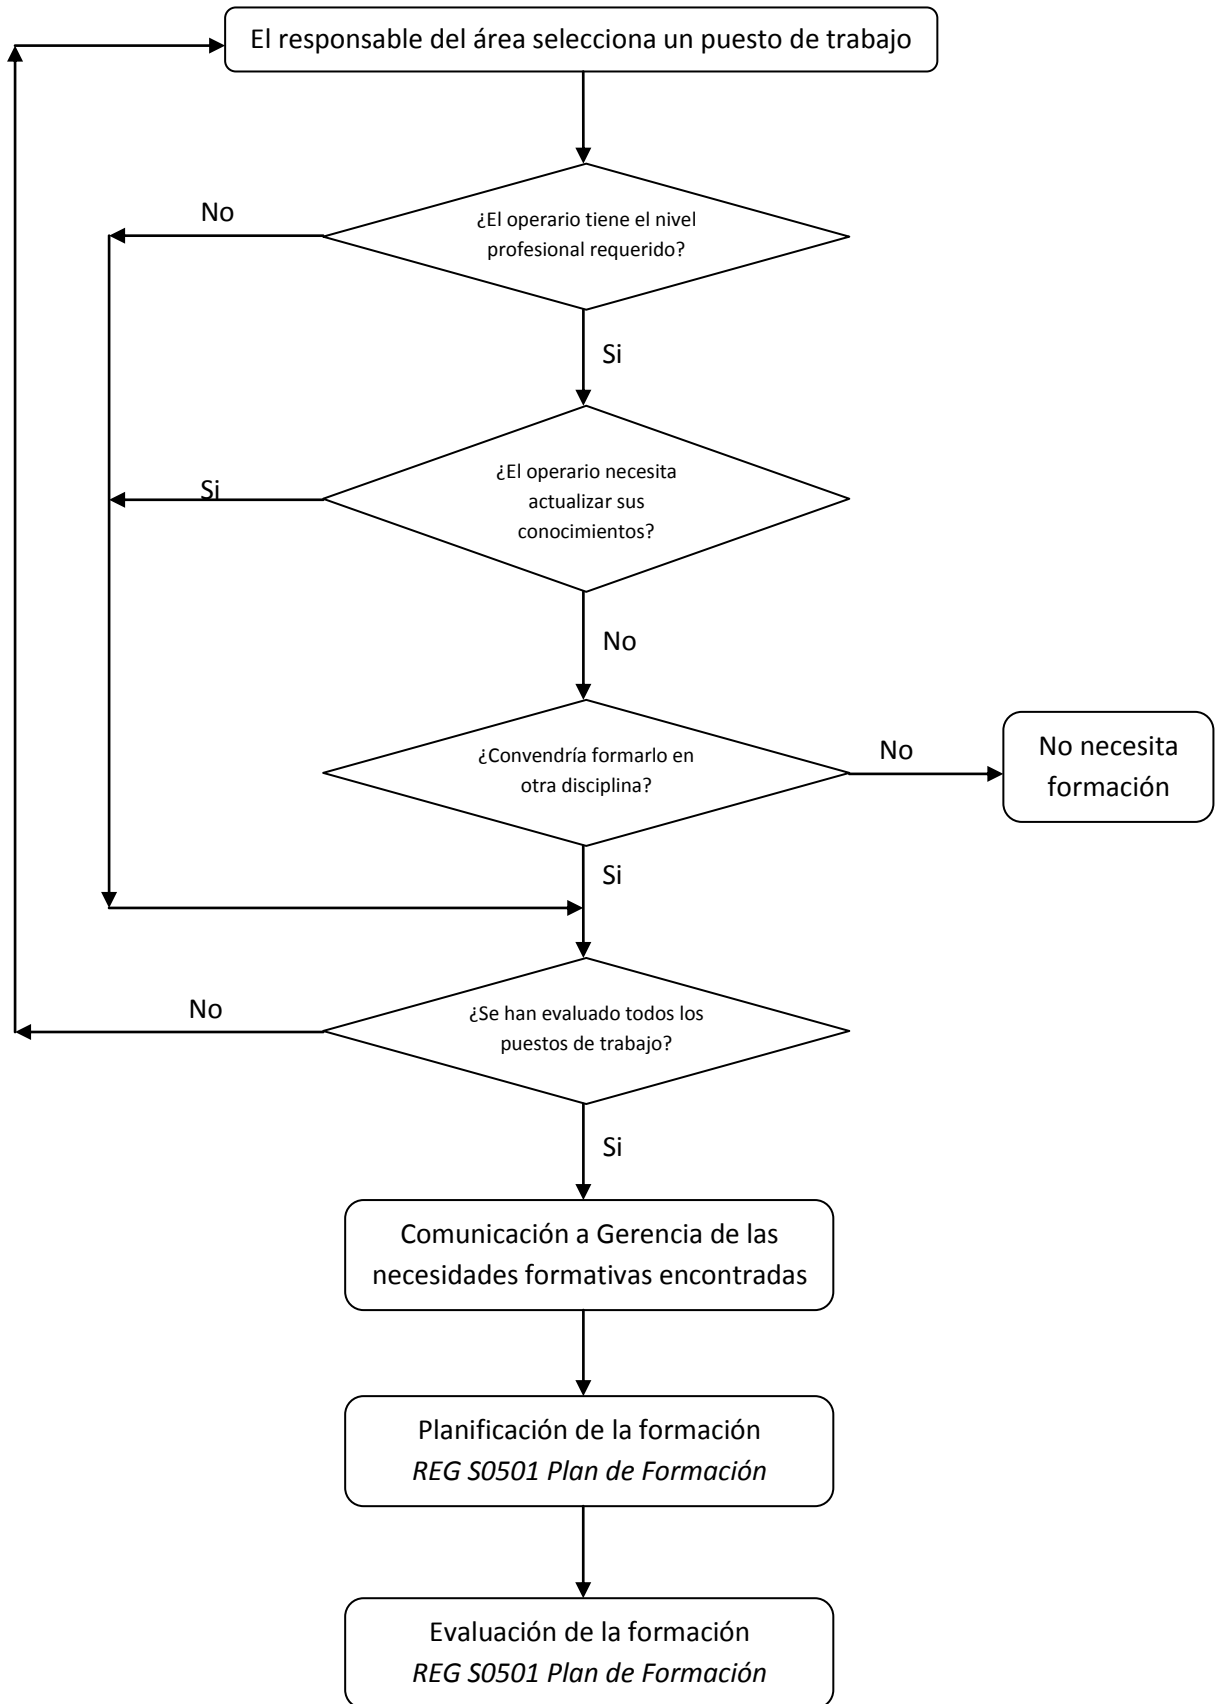 El responsable del área selecciona un puesto de trabajo
No
¿El operario tiene el nivel
profesional requerido?
Si
Si
¿El operario necesita
actualizar sus
conocimientos?
No
¿Convendría formarlo en
otra disciplina?
No
No necesita
formación
Si
No
¿Se han evaluado todos los
puestos de trabajo?
Si
Comunicación a Gerencia de las
necesidades formativas encontradas
Planificación de la formación
REG S0501 Plan de Formación
Evaluación de la formación
REG S0501 Plan de Formación